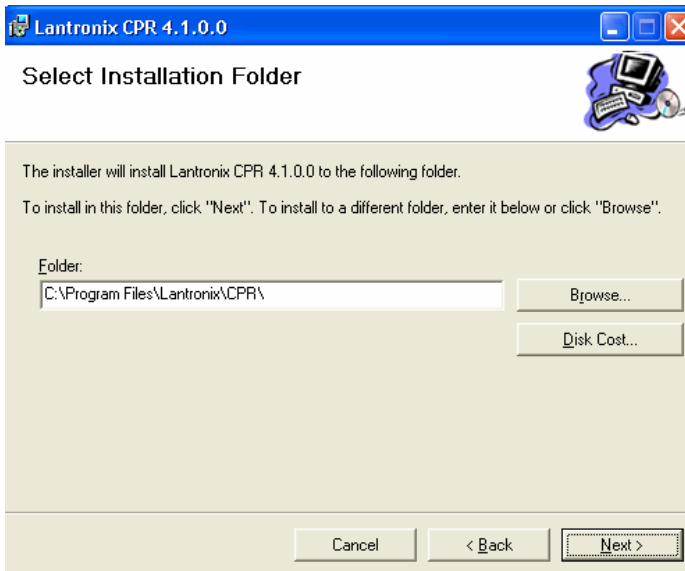 Lantronix CPR 4.1.0.0
Select Installation Folder
The installer will install Lantronix CPR 4.1.0.0 to the following folder.
To install in this folder, click "Next". To install to a different folder, enter it below or click "Browse".
Folder:
C:\Program Files\Lantronix\CPR\
Browse...
Disk Cost...
Cancel
< Back
Next >